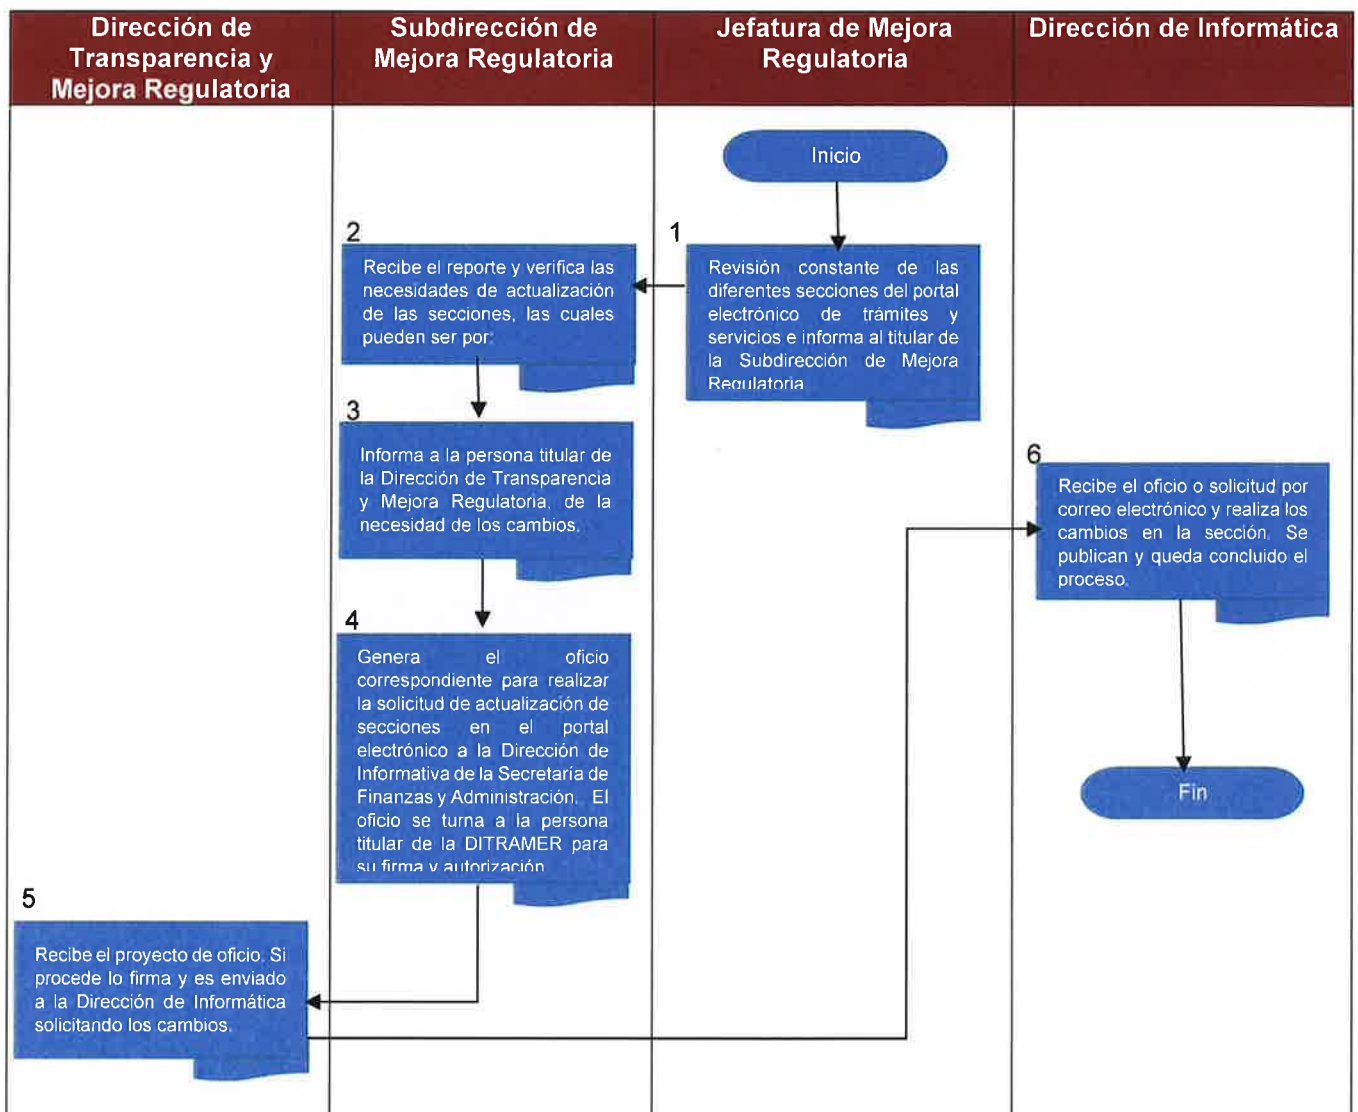 Dirección de
Transparencia y
Mejora Regulatoria
Subdirección de
Mejora Regulatoria
Jefatura de Mejora
Regulatoria
Dirección de Informática
Inicio
1
Revisión constante de las
diferentes secciones del portal
electrónico de trámites y
servicios e informa al titular de
la Subdirección de Mejora
Regulatoria
2
Recibe el reporte y verifica las
necesidades de actualización
de las secciones, las cuales
pueden ser por:
3
Informa a la persona titular de
la Dirección de Transparencia
y Mejora Regulatoria, de la
necesidad de los cambios.
4
Genera el oficio
correspondiente para realizar
la solicitud de actualización de
secciones en el portal
electrónico a la Dirección de
Informativa de la Secretaría de
Finanzas y Administración. El
oficio se turna a la persona
titular de la DITRAMER para
su firma y autorización
5
Recibe el proyecto de oficio. Si
procede lo firma y es enviado
a la Dirección de Informática
solicitando los cambios.
6
Recibe el oficio o solicitud por
correo electrónico y realiza los
cambios en la sección. Se
publican y queda concluido el
proceso.
Fin